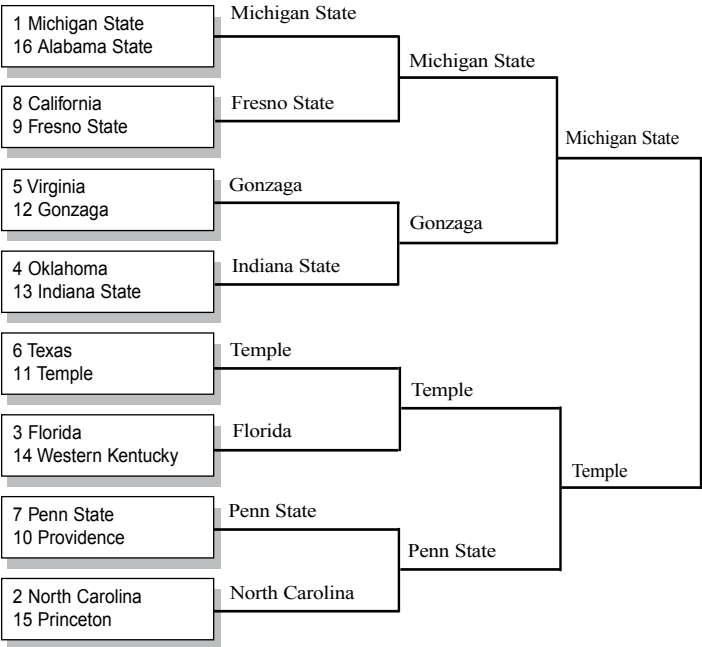 1 Michigan State
16 Alabama State
8 California
9 Fresno State
5 Virginia
12 Gonzaga
4 Oklahoma
13 Indiana State
6 Texas
11 Temple
3 Florida
14 Western Kentucky
7 Penn State
10 Providence
2 North Carolina
15 Princeton
Michigan State
Fresno State
Gonzaga
Indiana State
Temple
Florida
Penn State
North Carolina
Michigan State
Gonzaga
Temple
Penn State
Michigan State
Temple